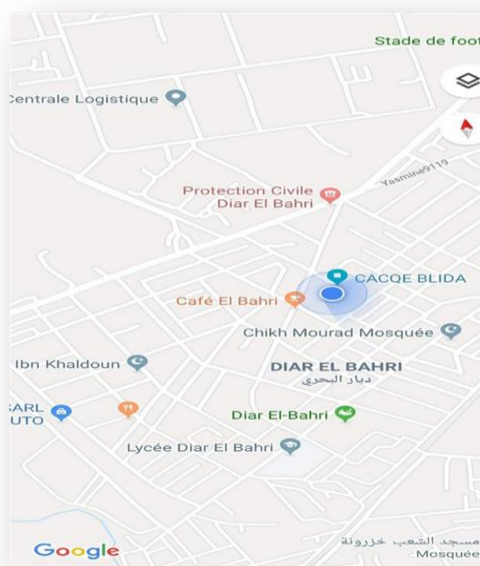 Stade de foot
Centrale Logistique
Yasmine9119
Protection Civile
Diar El Bahri
CACQE BLIDA
Café El Bahri
Chikh Mourad Mosquée
Ibn Khaldoun
DIAR EL BAHRI
ديار البحري
SARL
UTO
Diar El-Bahri
Lycée Diar El Bahri
مسجد الشعب خزرونة
Mosquée
Google